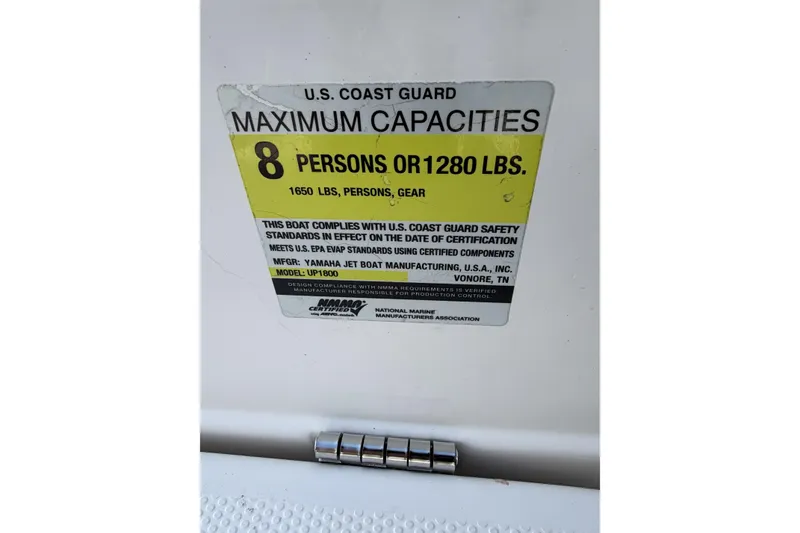 U.S. COAST GUARD
MAXIMUM CAPACITIES
8 PERSONS OR 1280 LBS.
1650 LBS, PERSONS, GEAR
THIS BOAT COMPLIES WITH U.S. COAST GUARD SAFETY
STANDARDS IN EFFECT ON THE DATE OF CERTIFICATION
MEETS U.S. EPA EVAP STANDARDS USING CERTIFIED COMPONENTS
MFGR: YAMAHA JET BOAT MANUFACTURING, U.S.A., INC.
MODEL: UP1800 VONORE, TN
DESIGN COMPLIANCE WITH NMMA REQUIREMENTS IS VERIFIED.
MANUFACTURER RESPONSIBLE FOR PRODUCTION CONTROL.
NMMA
CERTIFIED
NATIONAL MARINE
MANUFACTURERS ASSOCIATION